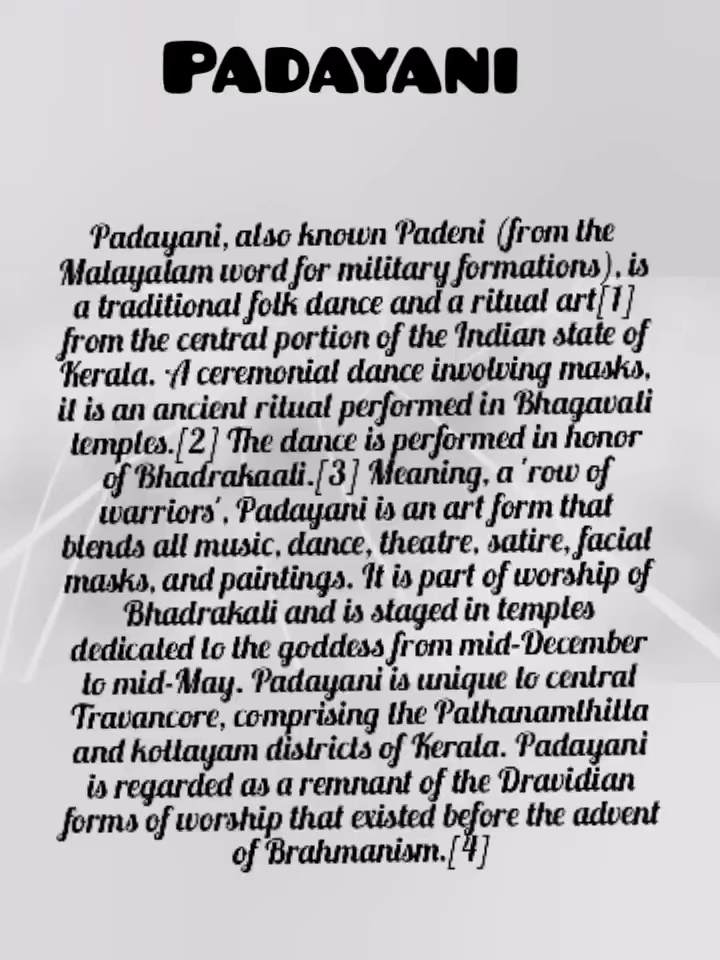 PADAYANI
Padayani, also known Padeni (from the
Malayalam word for military formations), is
a traditional folk dance and a ritual art[1]
from the central portion of the Indian state of
Kerala. A ceremonial dance involving masks,
it is an ancient ritual performed in Bhagavati
temples.[2] The dance is performed in honor
of Bhadrakaali.[3] Meaning, a 'row of
warriors', Padayani is an art form that
blends all music, dance, theatre, satire, facial
masks, and paintings. It is part of worship of
Bhadrakali and is staged in temples
dedicated to the goddess from mid-December
to mid-May. Padayani is unique to central
Travancore, comprising the Pathanamthitta
and kottayam districts of Kerala. Padayani
is regarded as a remnant of the Dravidian
forms of worship that existed before the advent
of Brahmanism.[4]